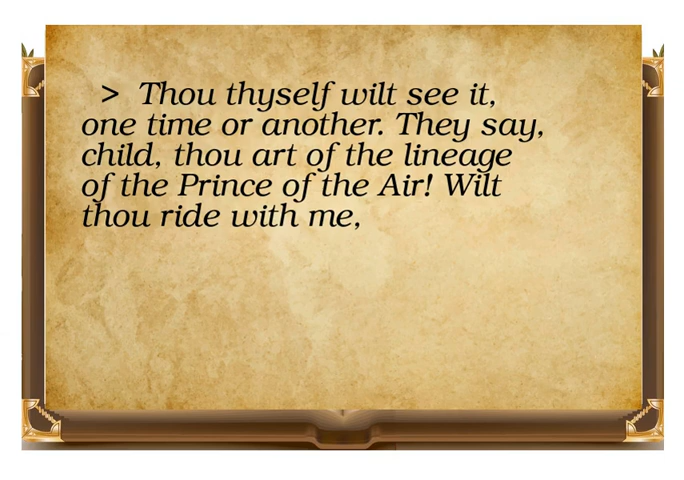 > Thou thyself wilt see it,
one time or another. They say,
child, thou art of the lineage
of the Prince of the Air! Wilt
thou ride with me,